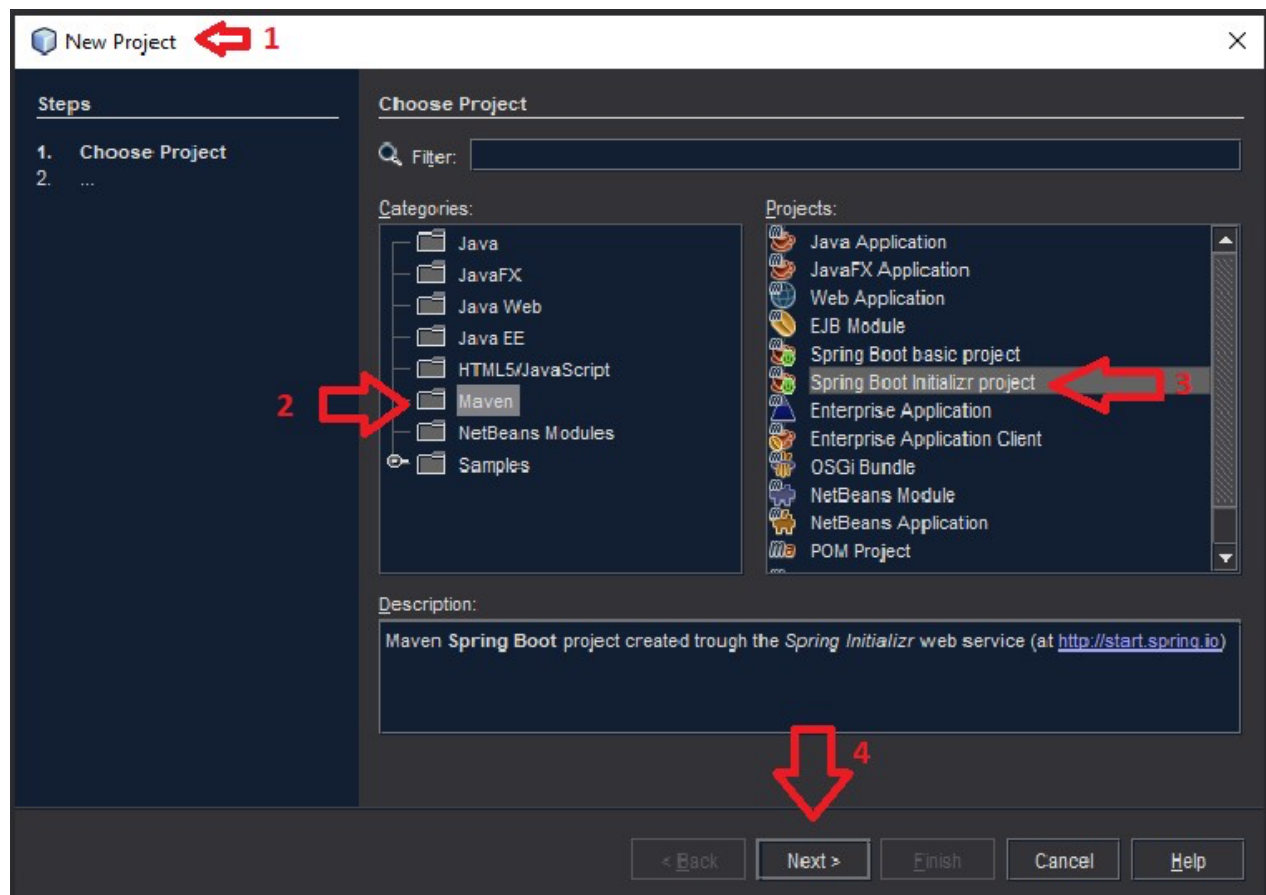 New Project 1
Steps
1. Choose Project
2. ...
Choose Project
Filter:
Categories:
Java
JavaFX
Java Web
Java EE
HTML5/JavaScript
2
Maven
NetBeans Modules
Samples
Projects:
Java Application
JavaFX Application
Web Application
EJB Module
Spring Boot basic project
Spring Boot Initializr project
3
Enterprise Application
Enterprise Application Client
OSGi Bundle
NetBeans Module
NetBeans Application
POM Project
Description:
Maven Spring Boot project created trough the Spring Initializr web service (at http://start.spring.io)
4
< Back
Next >
Finish
Cancel
Help